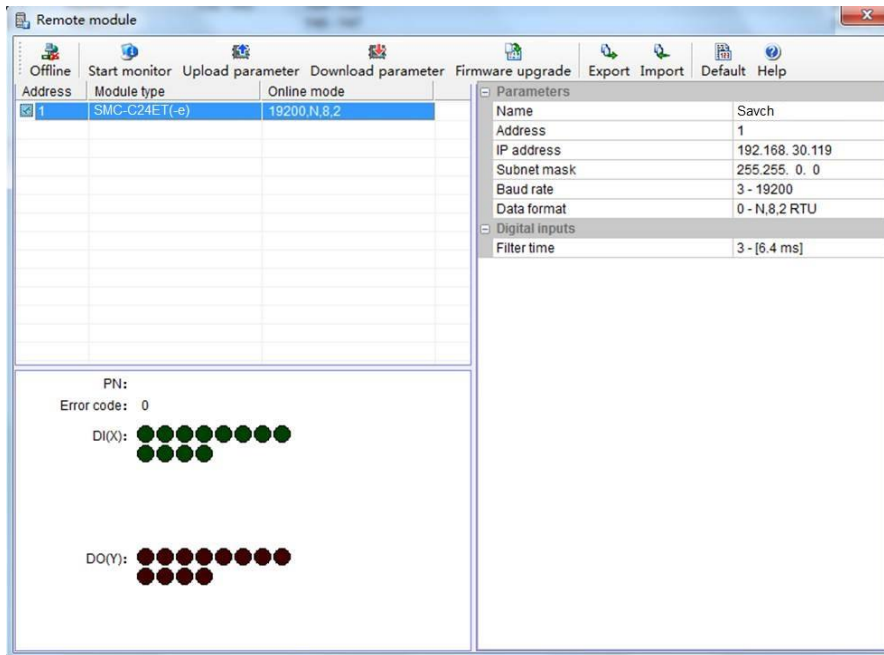 Remote module
Offline Start monitor Upload parameter Download parameter Firmware upgrade Export Import Default Help
Address Module type Online mode
1 SMC-C24ET(-e) 19200,N,8,2
PN:
Error code: 0
DI(X):
DO(Y):
Parameters
Name Savch
Address 1
IP address 192.168. 30.119
Subnet mask 255.255. 0. 0
Baud rate 3 - 19200
Data format 0 - N,8,2 RTU
Digital inputs
Filter time 3 - [6.4 ms]